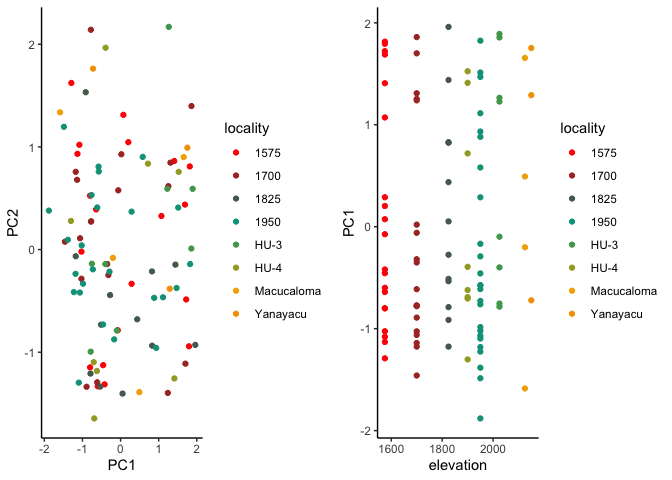 2
1
0
-1
PC2
-2
-1
0
1
2
PC1
locality
1575
1700
1825
1950
HU-3
HU-4
Macucaloma
Yanayacu
2
1
0
-1
-2
PC1
1600
1800
2000
elevation
locality
1575
1700
1825
1950
HU-3
HU-4
Macucaloma
Yanayacu